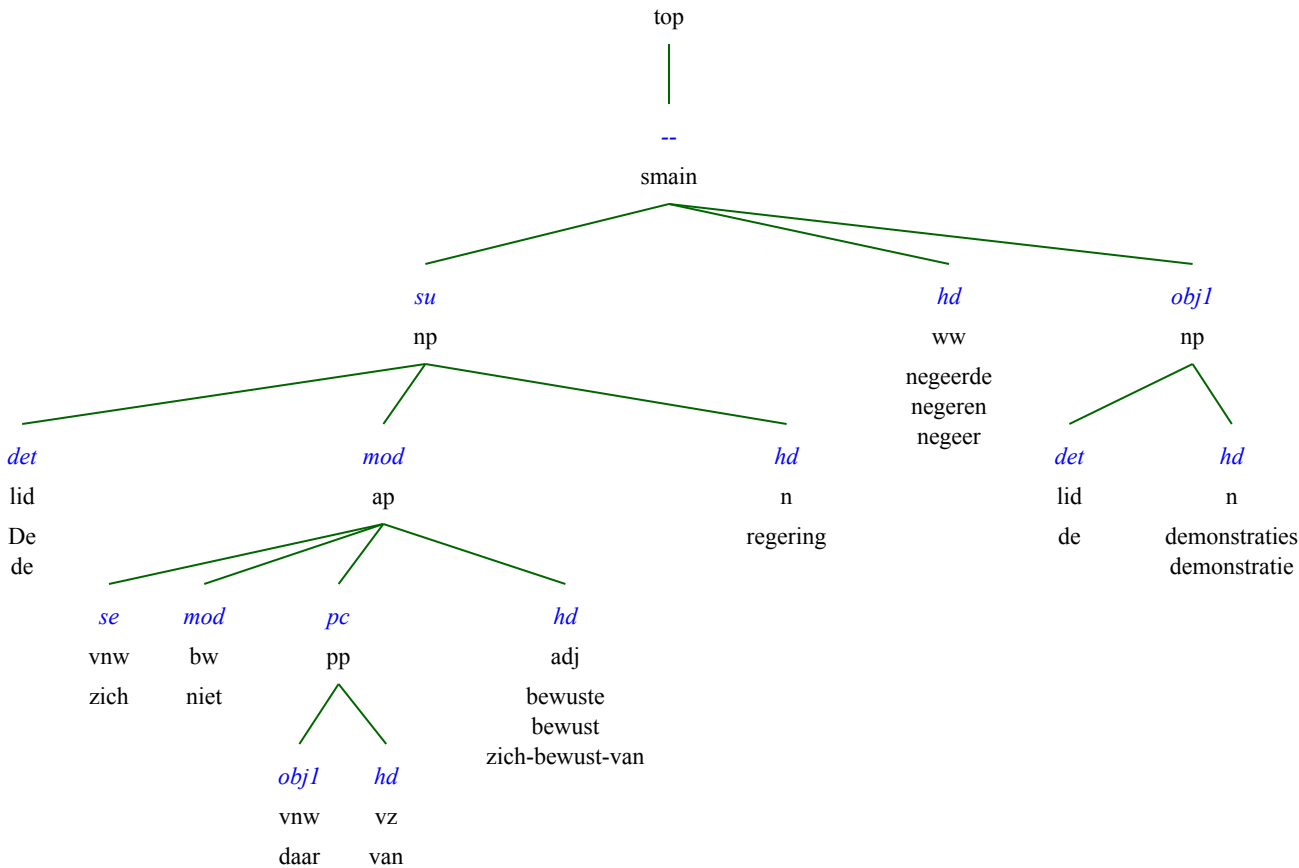 top
--
smain
su hd obj1
np ww np
negeerde
negeren
negeer
det mod hd det hd
lid ap n lid n
De regering de demonstraties
de demonstratie
se mod pc hd
vnw bw pp adj
zich niet bewuste
bewust
zich-bewust-van
obj1 hd
vnw vz
daar van